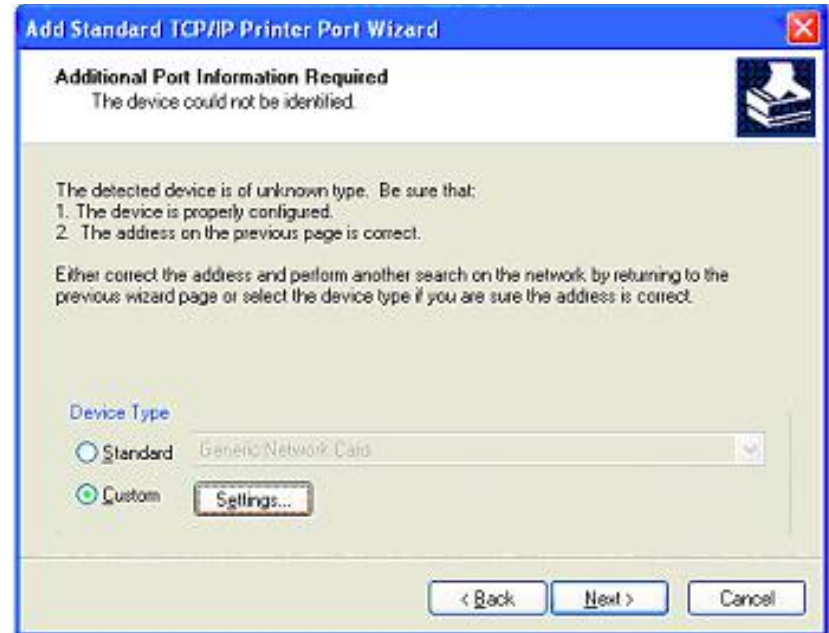 Add Standard TCP/IP Printer Port Wizard
Additional Port Information Required
The device could not be identified.
The detected device is of unknown type. Be sure that:
1. The device is properly configured.
2. The address on the previous page is correct.
Either correct the address and perform another search on the network by returning to the
previous wizard page or select the device type if you are sure the address is correct.
Device Type
Standard
Generic Network Card
Custom
Settings...
< Back
Next >
Cancel